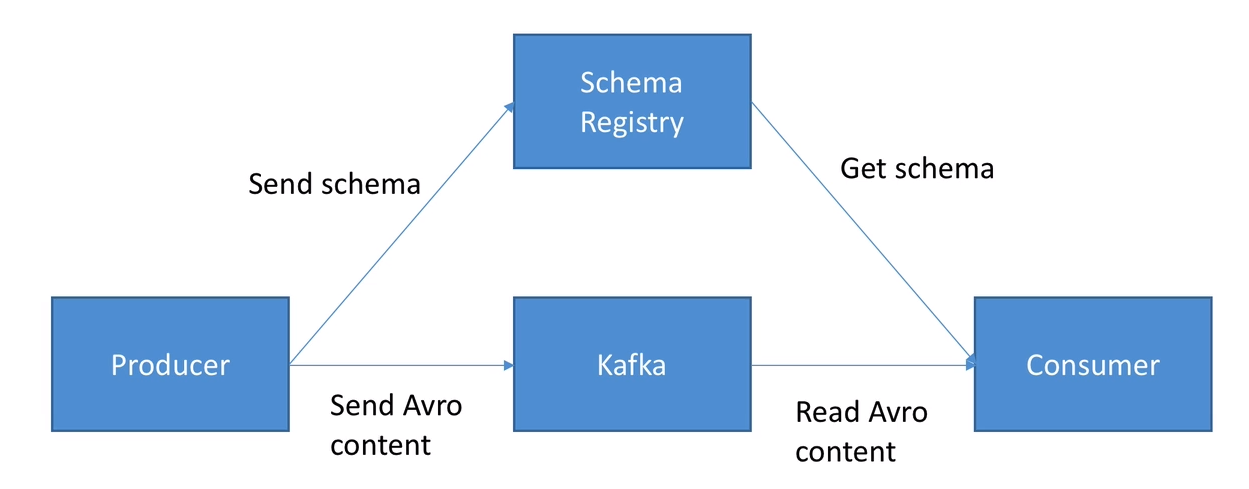 Schema
Registry
Send schema
Get schema
Producer
Kafka
Consumer
Send Avro
content
Read Avro
content